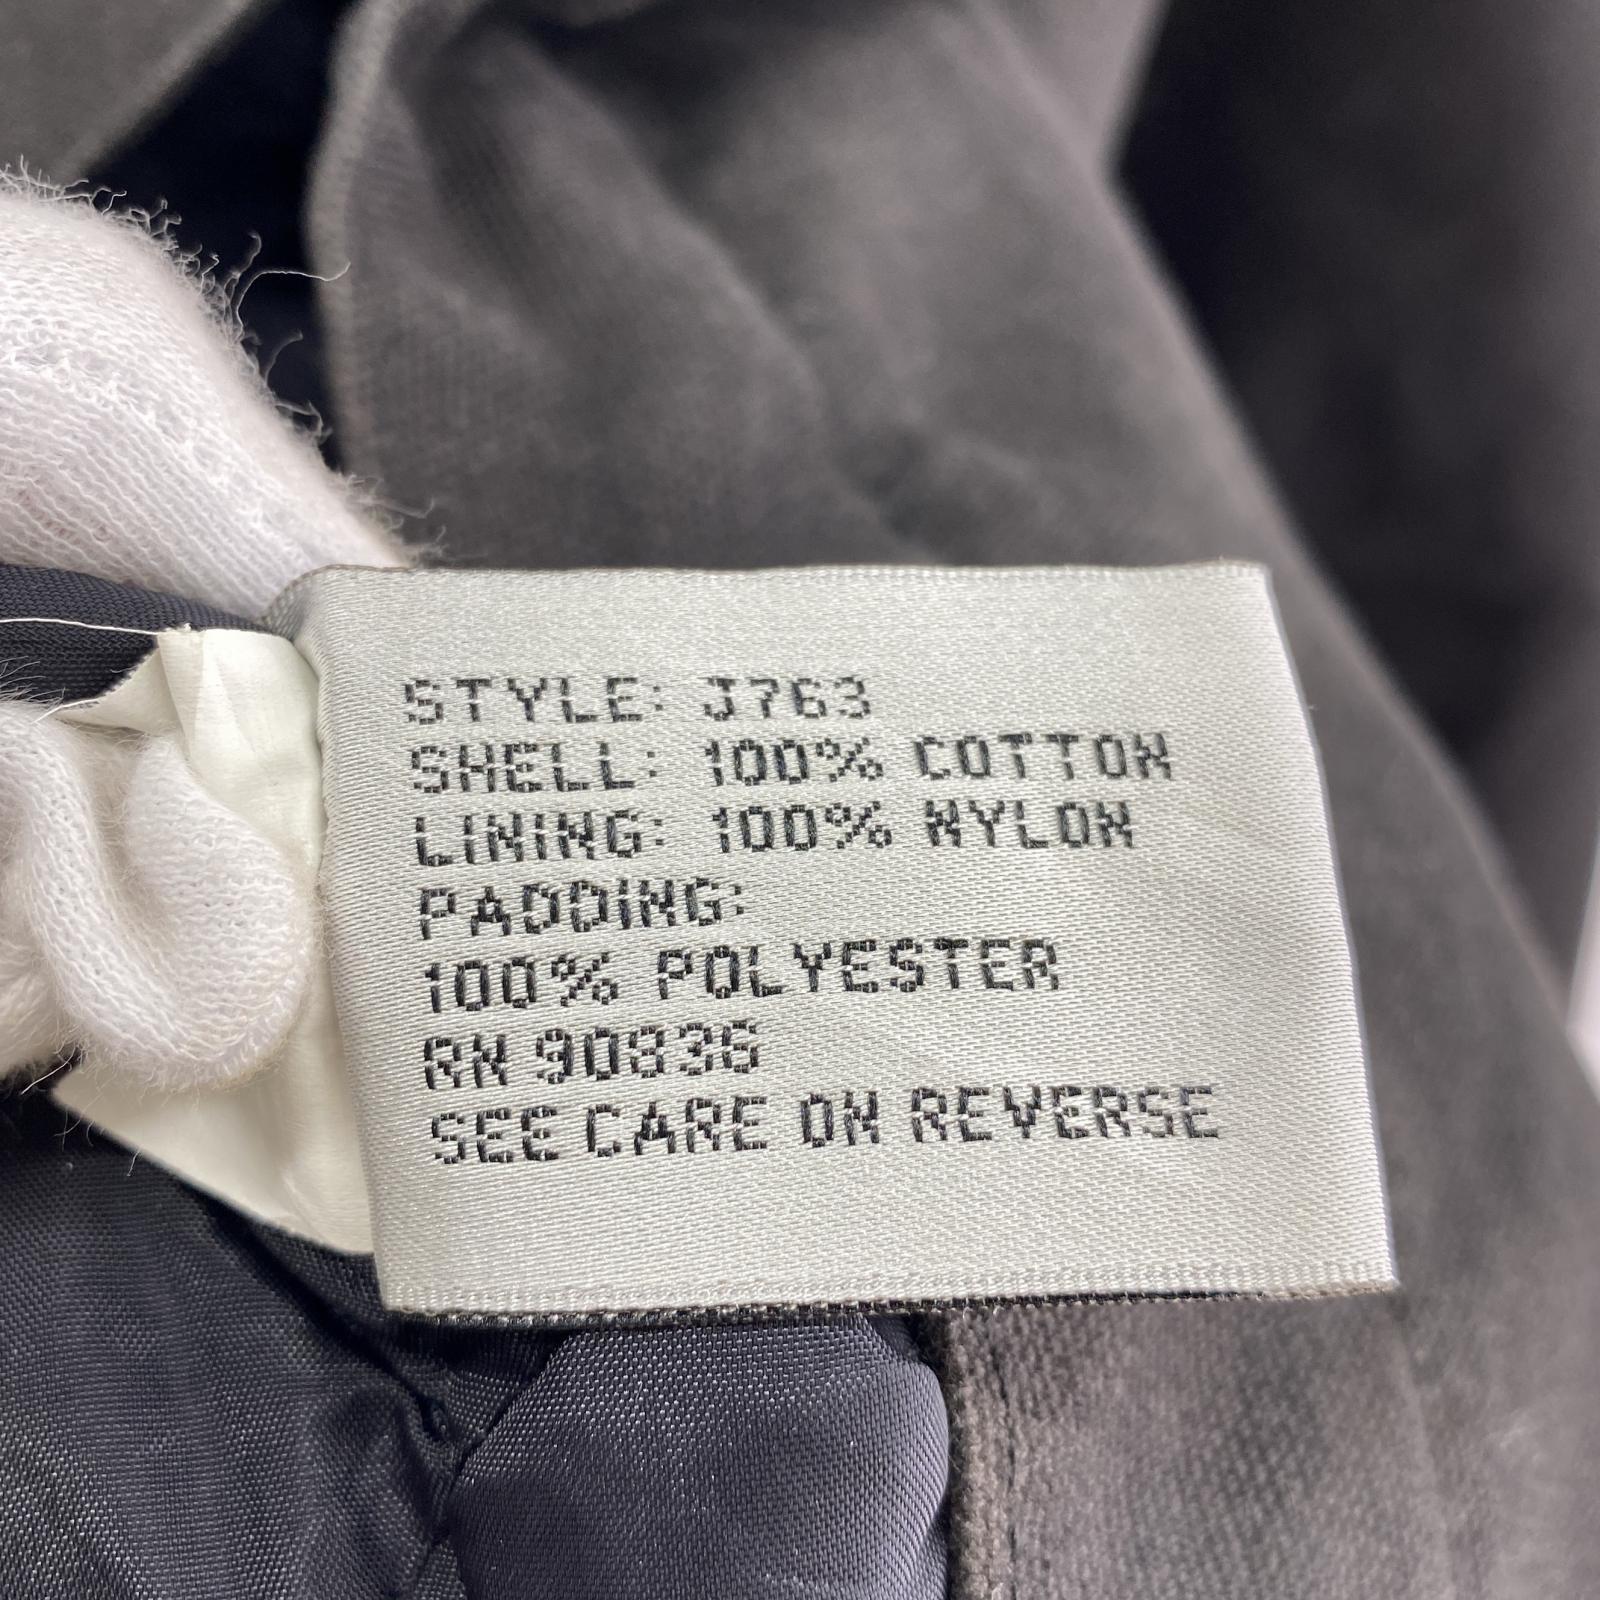 STYLE: J763
SHELL: 100% COTTON
LINING: 100% NYLON
PADDING:
100% POLYESTER
RN 90836
SEE CARE ON REVERSE